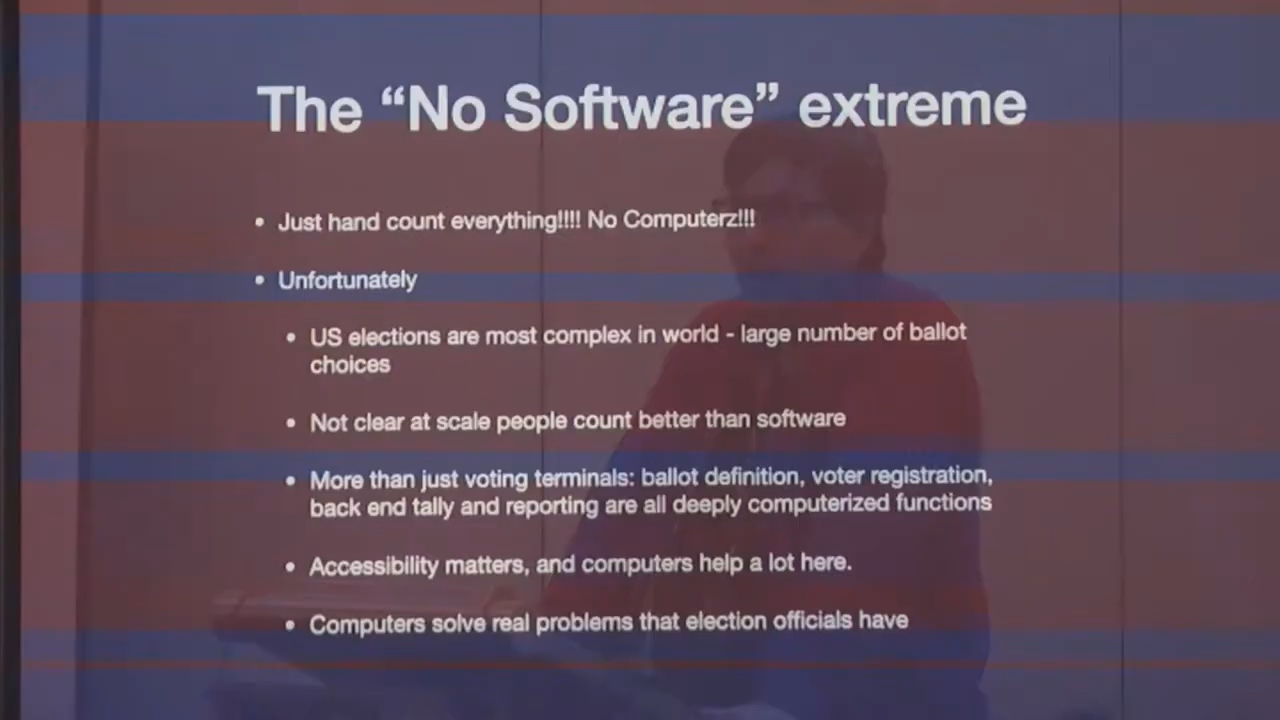 The “No Software” extreme
• Just hand count everything!!!! No Computerz!!!
• Unfortunately
• US elections are most complex in world - large number of ballot
choices
• Not clear at scale people count better than software
• More than just voting terminals: ballot definition, voter registration,
back end tally and reporting are all deeply computerized functions
• Accessibility matters, and computers help a lot here.
• Computers solve real problems that election officials have